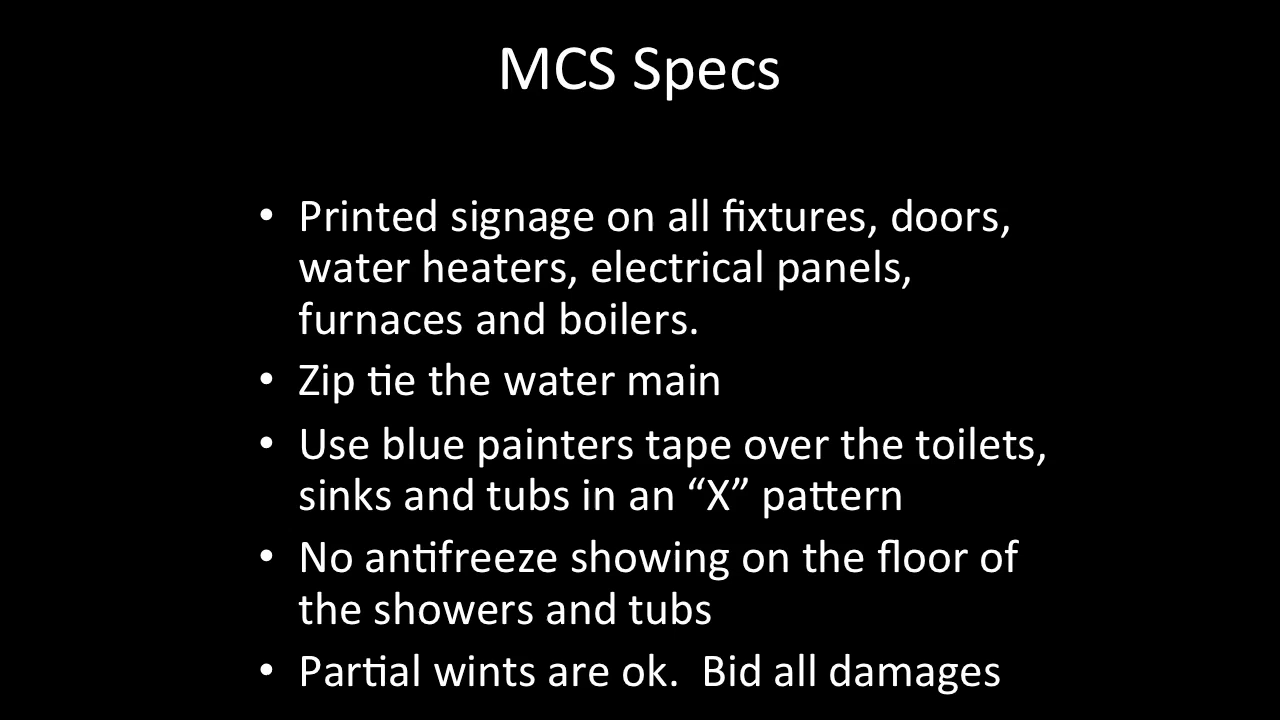 MCS Specs
• Printed signage on all fixtures, doors,
water heaters, electrical panels,
furnaces and boilers.
• Zip tie the water main
• Use blue painters tape over the toilets,
sinks and tubs in an “X” pattern
• No antifreeze showing on the floor of
the showers and tubs
• Partial wints are ok.  Bid all damages